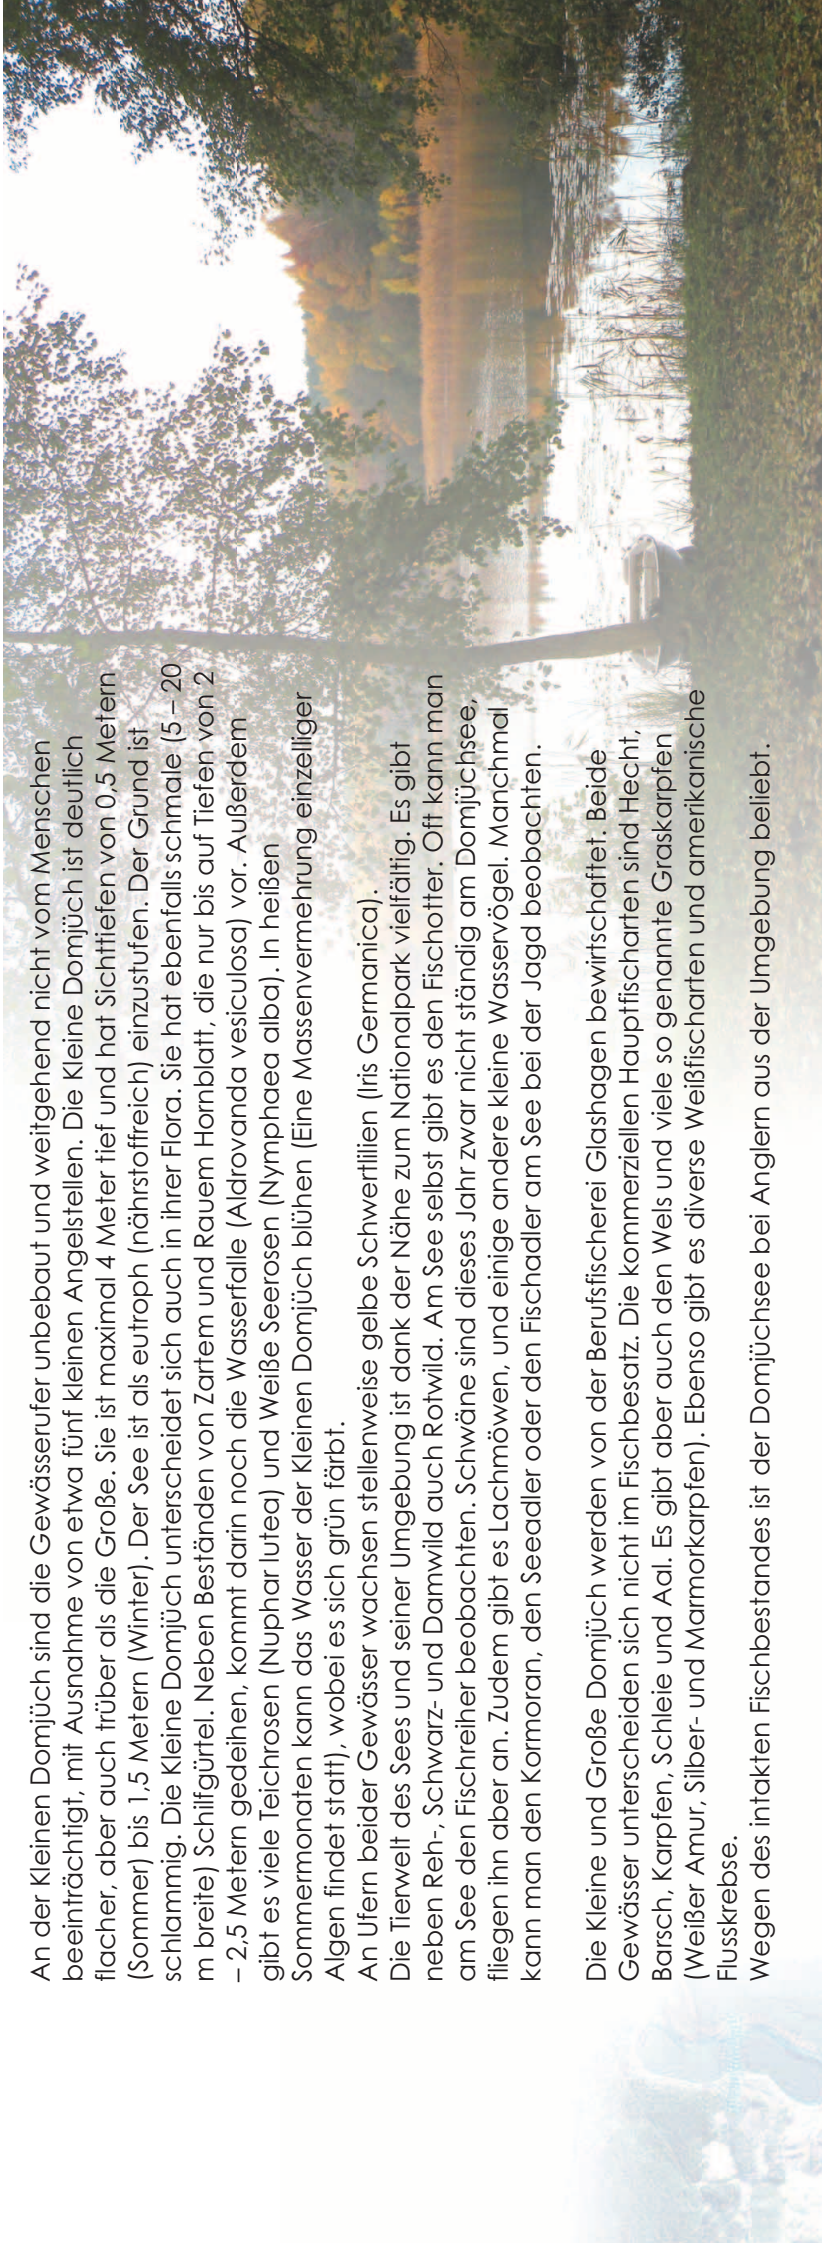 An der Kleinen Domjüch sind die Gewässerufer unbebaut und weitgehend nicht vom Menschen
beeinträchtigt, mit Ausnahme von etwa fünf kleinen Angelstellen. Die Kleine Domjüch ist deutlich
flacher, aber auch trüber als die Große. Sie ist maximal 4 Meter tief und hat Sichttiefen von 0,5 Metern
(Sommer) bis 1,5 Metern (Winter). Der See ist als eutroph (nährstoffreich) einzustufen. Der Grund ist
schlammig. Die Kleine Domjüch unterscheidet sich auch in ihrer Flora. Sie hat ebenfalls schmale (5 – 20
m breite) Schilfgürtel. Neben Beständen von Zartem und Rauem Hornblatt, die nur bis auf Tiefen von 2
– 2,5 Metern gedeihen, kommt darin noch die Wasserfalle (Aldrovanda vesiculosa) vor. Außerdem
gibt es viele Teichrosen (Nuphar lutea) und Weiße Seerosen (Nymphaea alba). In heißen
Sommermonaten kann das Wasser der Kleinen Domjüch blühen (Eine Massenvermehrung einzelliger
Algen findet statt), wobei es sich grün färbt.
An Ufern beider Gewässer wachsen stellenweise gelbe Schwertlilien (Iris Germanica).
Die Tierwelt des Sees und seiner Umgebung ist dank der Nähe zum Nationalpark vielfältig. Es gibt
neben Reh-, Schwarz- und Damwild auch Rotwild. Am See selbst gibt es den Fischotter. Oft kann man
am See den Fischreiher beobachten. Schwäne sind dieses Jahr zwar nicht ständig am Domjüchsee,
fliegen ihn aber an. Zudem gibt es Lachmöwen, und einige andere kleine Wasservögel. Manchmal
kann man den Kormoran, den Seeadler oder den Fischadler am See bei der Jagd beobachten.
Die Kleine und Große Domjüch werden von der Berufsfischerei Glashagen bewirtschaftet. Beide
Gewässer unterscheiden sich nicht im Fischbesatz. Die kommerziellen Hauptfischarten sind Hecht,
Barsch, Karpfen, Schleie und Aal. Es gibt aber auch den Wels und viele so genannte Graskarpfen
(Weißer Amur, Silber- und Marmorkarpfen). Ebenso gibt es diverse Weißfischarten und amerikanische
Flusskrebse.
Wegen des intakten Fischbestandes ist der Domjüchsee bei Anglern aus der Umgebung beliebt.